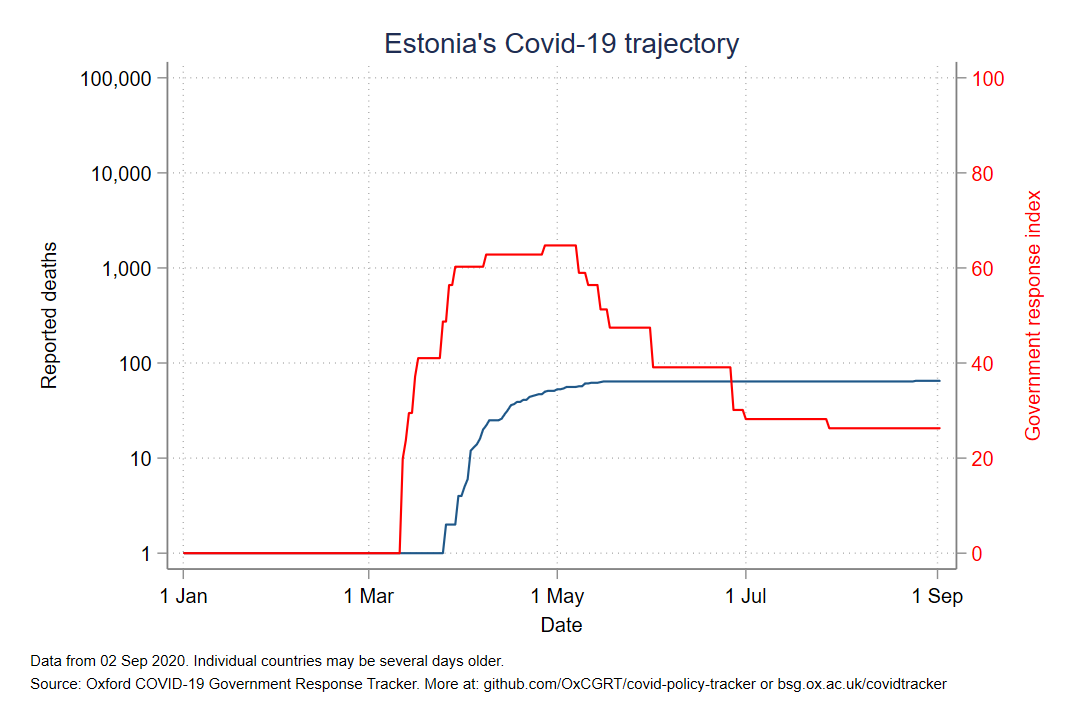 Estonia's Covid-19 trajectory
100,000
10,000
1,000
100
10
1
Reported deaths
100
80
60
40
20
0
Government response index
1 Jan
1 Mar
1 May
1 Jul
1 Sep
Date
Data from 02 Sep 2020. Individual countries may be several days older.
Source: Oxford COVID-19 Government Response Tracker. More at: github.com/OxCGRT/covid-policy-tracker or bsg.ox.ac.uk/covidtracker